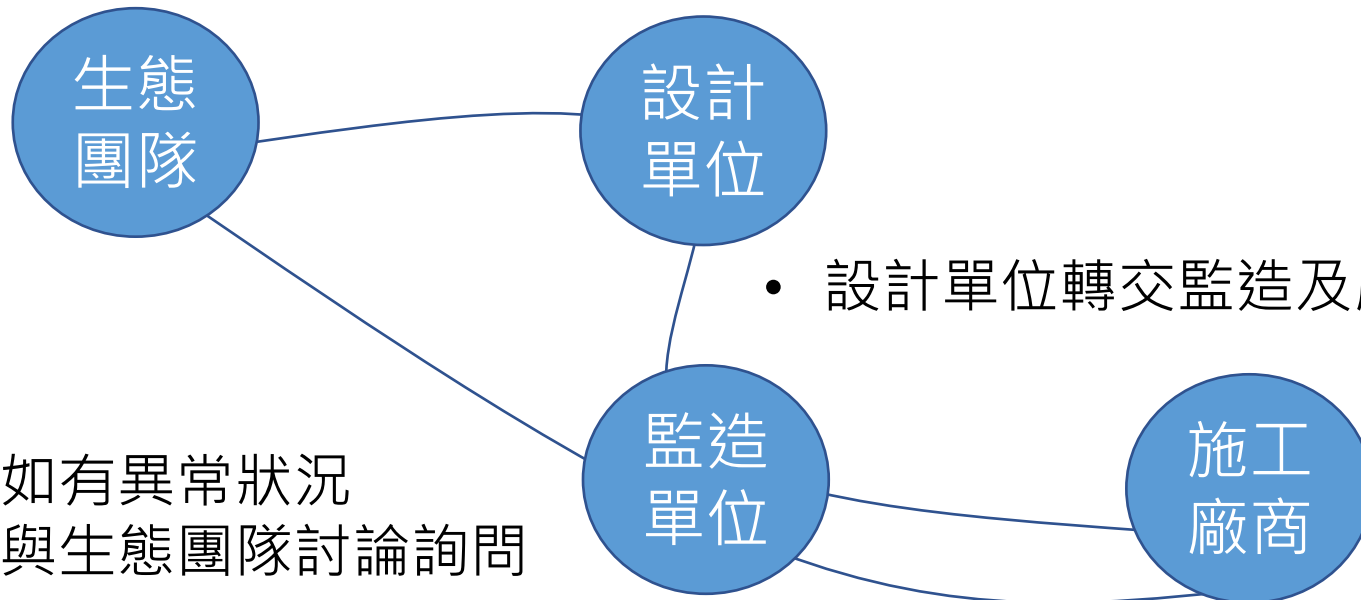 生態
團隊
設計
單位
• 設計單位轉交監造及
監造
單位
施工
廠商
如有異常狀況
與生態團隊討論詢問